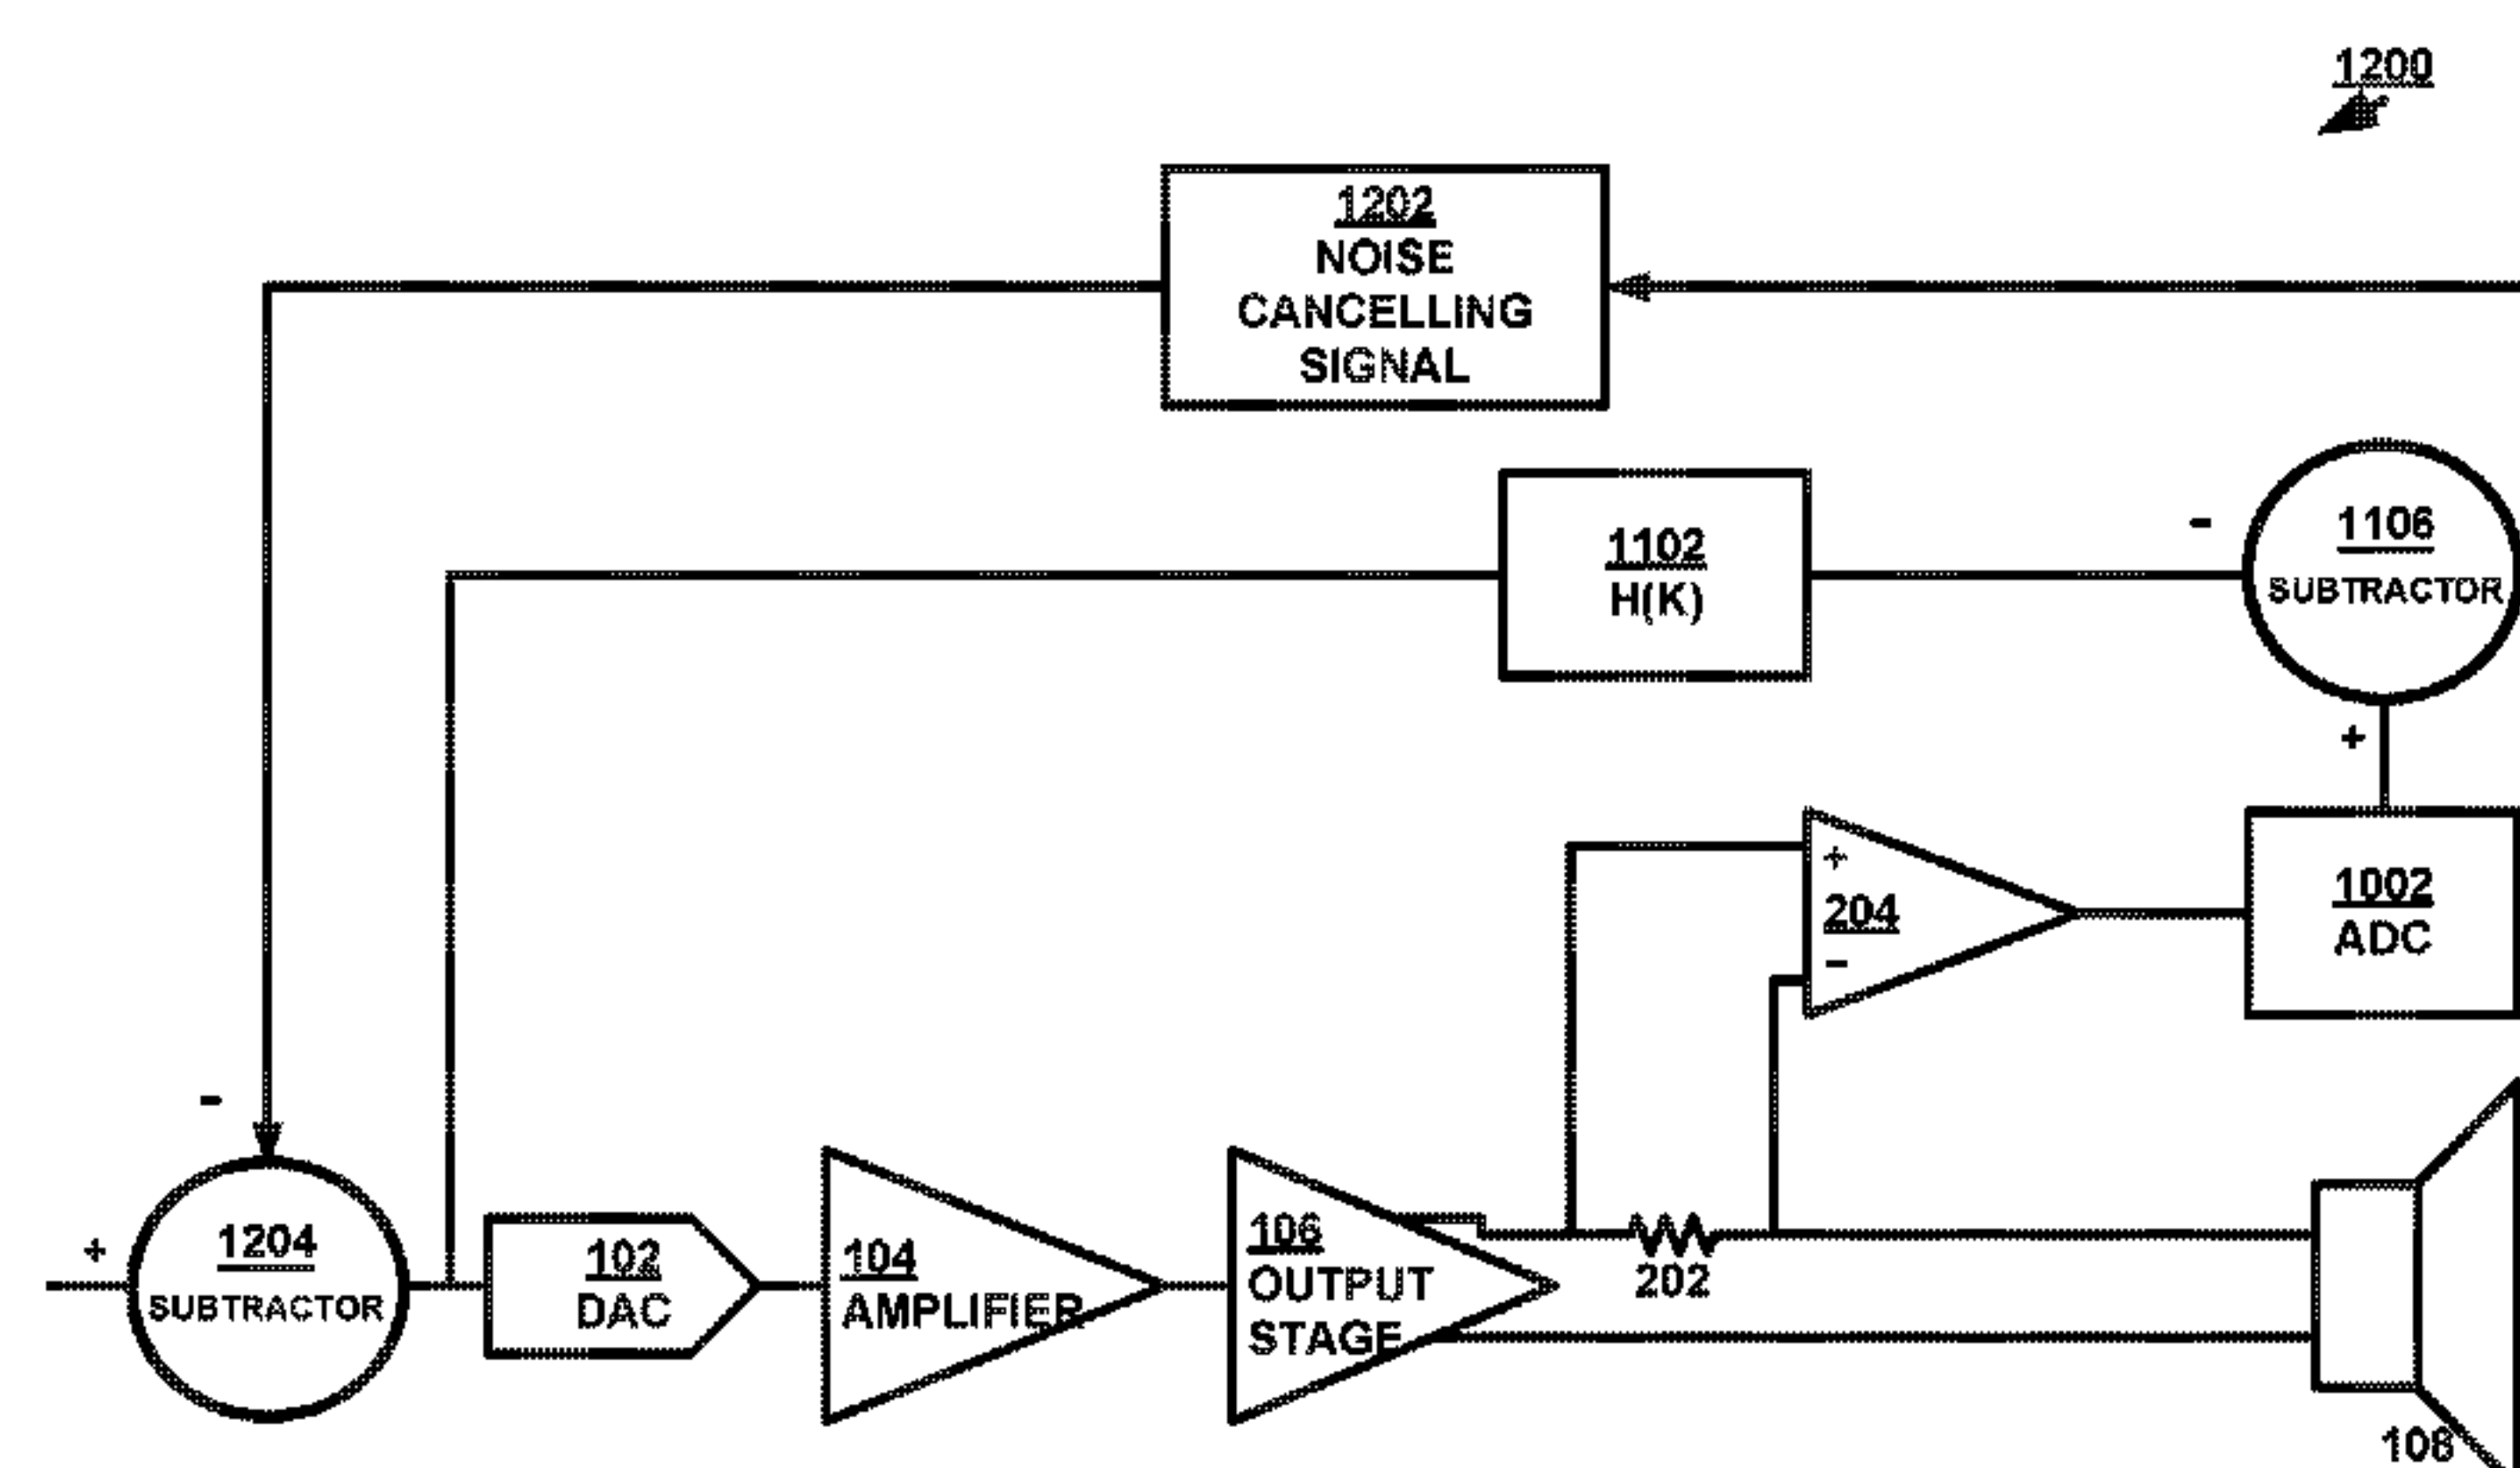 1200
1202
NOISE
CANCELLING
SIGNAL
1102
H(K)
-
1106
SUBTRACTOR
+
+
204
-
1002
ADC
-
+
1204
SUBTRACTOR
102
DAC
104
AMPLIFIER
106
OUTPUT
STAGE
202
108